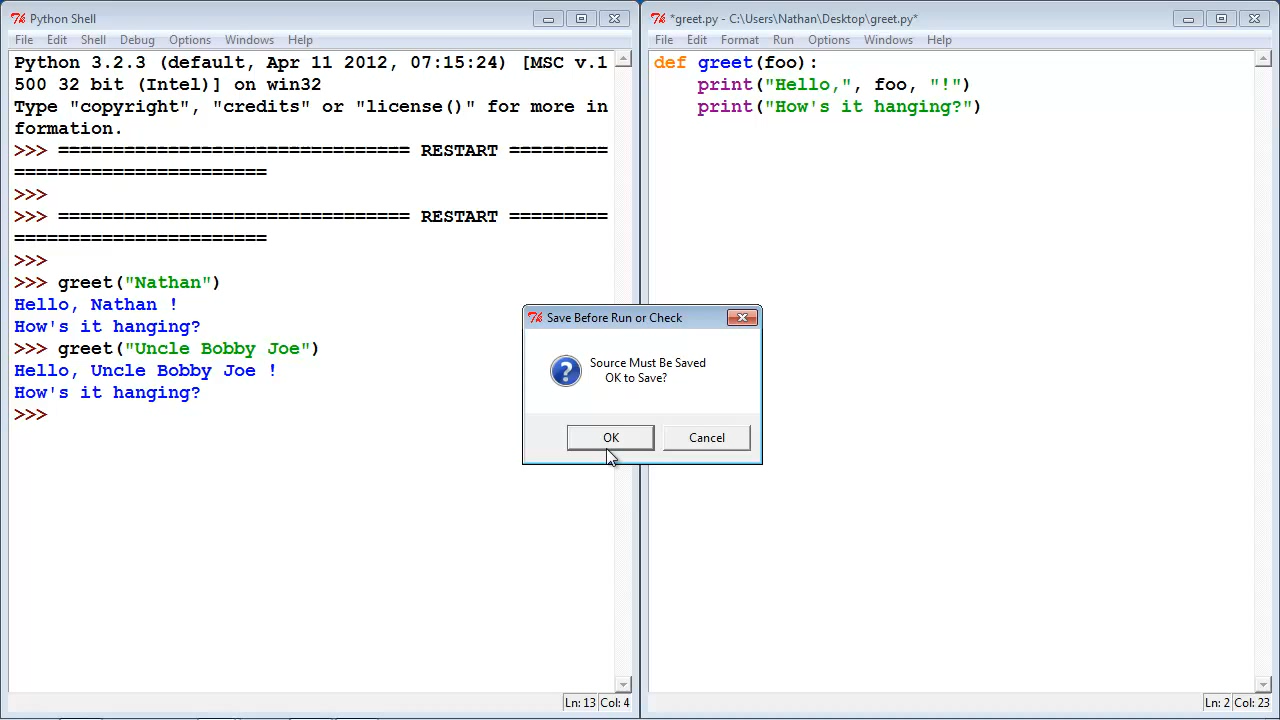 Python Shell
File Edit Shell Debug Options Windows Help
Python 3.2.3 (default, Apr 11 2012, 07:15:24) [MSC v.1
500 32 bit (Intel)] on win32
Type "copyright", "credits" or "license()" for more in
formation.
>>> ================================ RESTART =========
=======================
>>>
>>> ================================ RESTART =========
=======================
>>>
>>> greet("Nathan")
Hello, Nathan !
How's it hanging?
>>> greet("Uncle Bobby Joe")
Hello, Uncle Bobby Joe !
How's it hanging?
>>>
Ln: 13 Col: 4
*greet.py - C:\Users\Nathan\Desktop\greet.py*
File Edit Format Run Options Windows Help
def greet(foo):
    print("Hello,", foo, "!")
    print("How's it hanging?")
Ln: 2 Col: 23
Save Before Run or Check
Source Must Be Saved
OK to Save?
OK Cancel